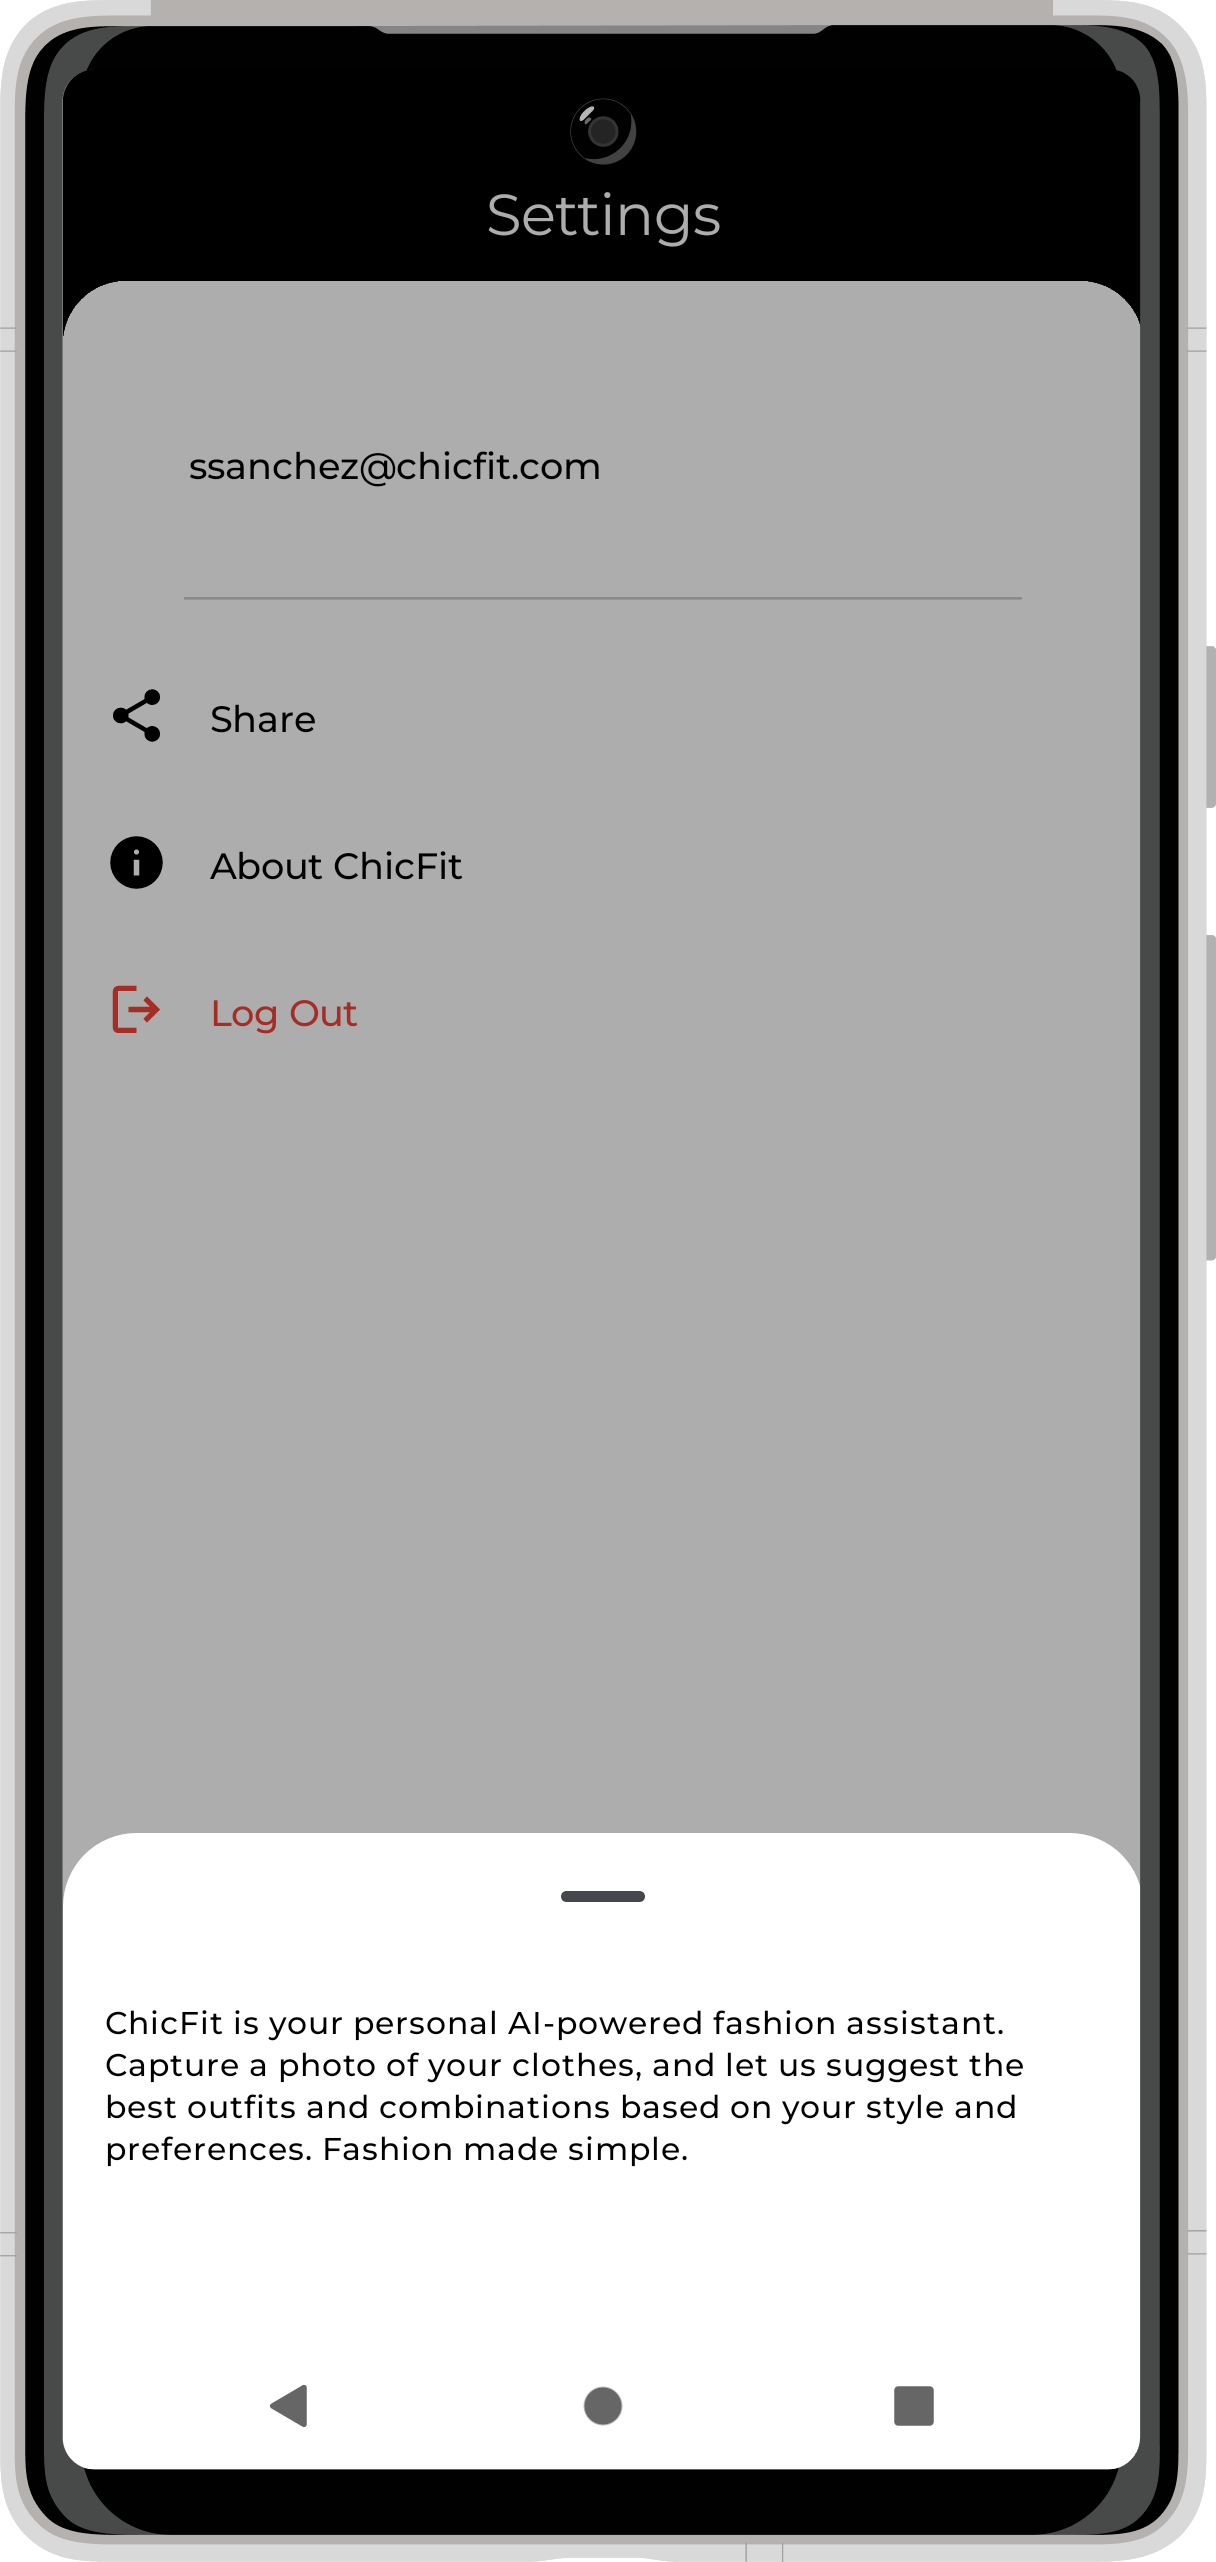 Settings
ssanchez@chicfit.com
Share
About ChicFit
Log Out
ChicFit is your personal AI-powered fashion assistant.
Capture a photo of your clothes, and let us suggest the
best outfits and combinations based on your style and
preferences. Fashion made simple.